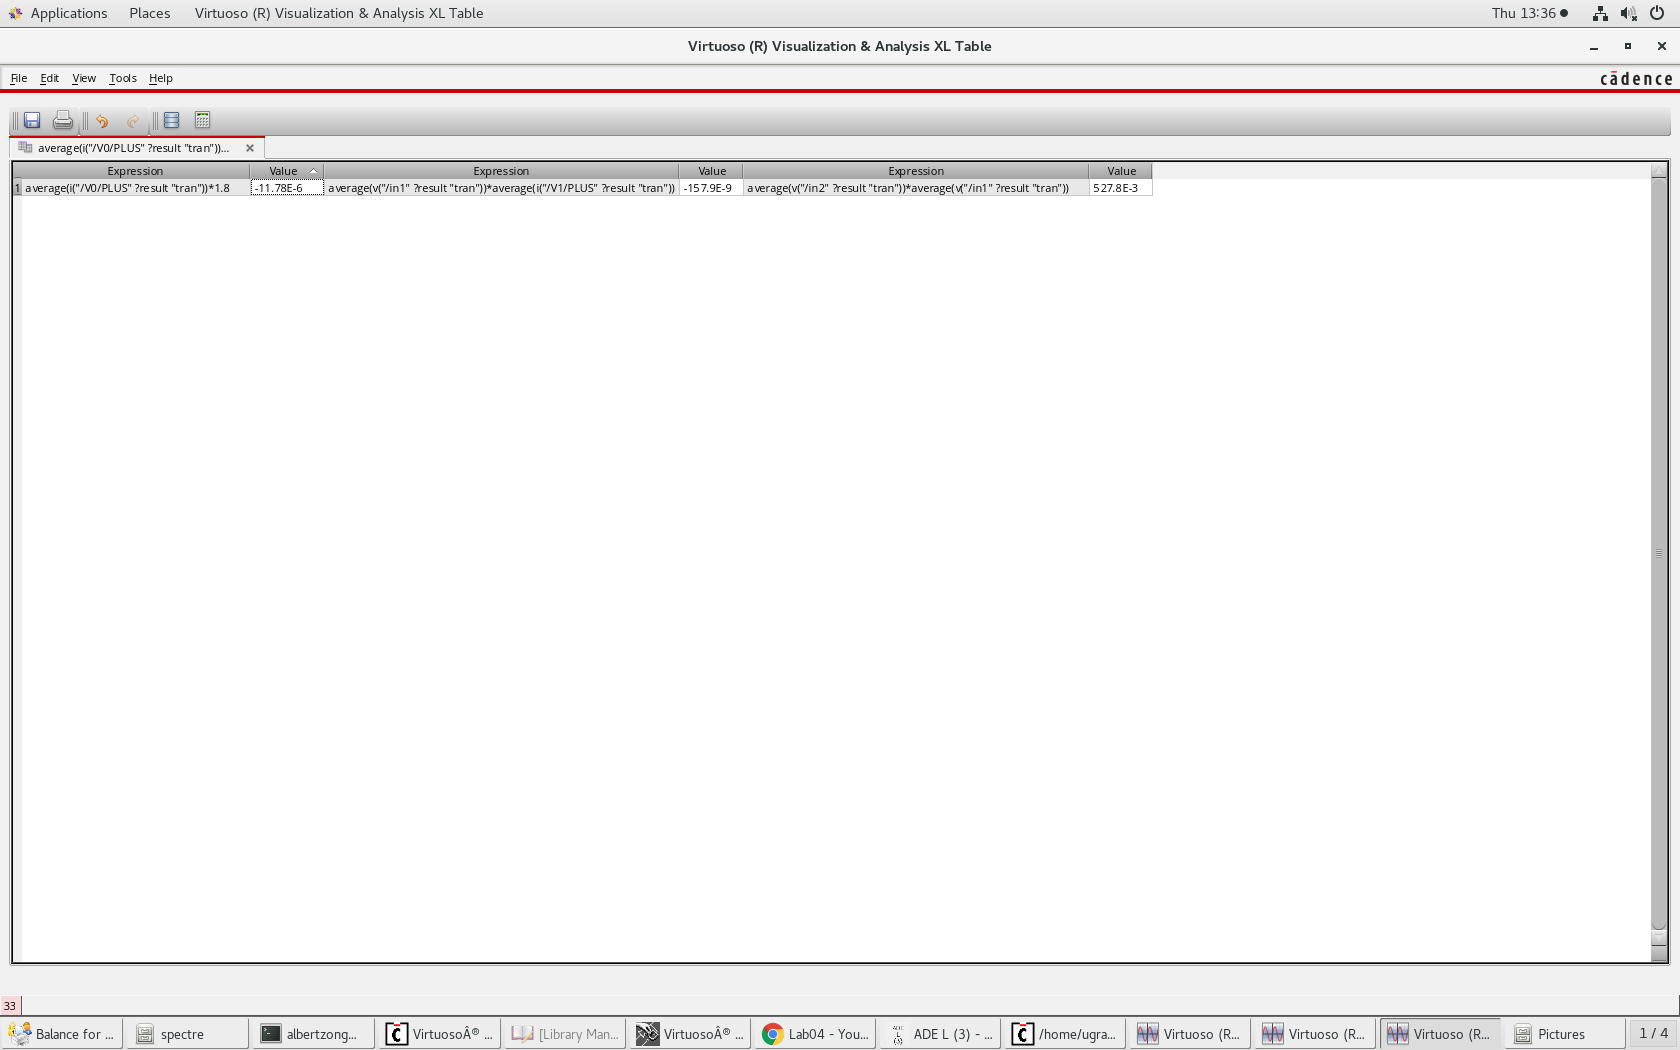 Applications Places Virtuoso (R) Visualization & Analysis XL Table Thu 13:36
Virtuoso (R) Visualization & Analysis XL Table
File Edit View Tools Help cādence
average(i("/V0/PLUS" ?result "tran"))...
Expression Value Expression Value Expression Value
1 average(i("/V0/PLUS" ?result "tran"))*1.8 -11.78E-6 average(v("/in1" ?result "tran"))*average(i("/V1/PLUS" ?result "tran")) -157.9E-9 average(v("/in2" ?result "tran"))*average(v("/in1" ?result "tran")) 527.8E-3
33
Balance for ... spectre albertzong... VirtuosoÂ® ... [Library Man... VirtuosoÂ® ... Lab04 - You... ADE L (3) - ... /home/ugra... Virtuoso (R... Virtuoso (R... Virtuoso (R... Pictures 1 / 4